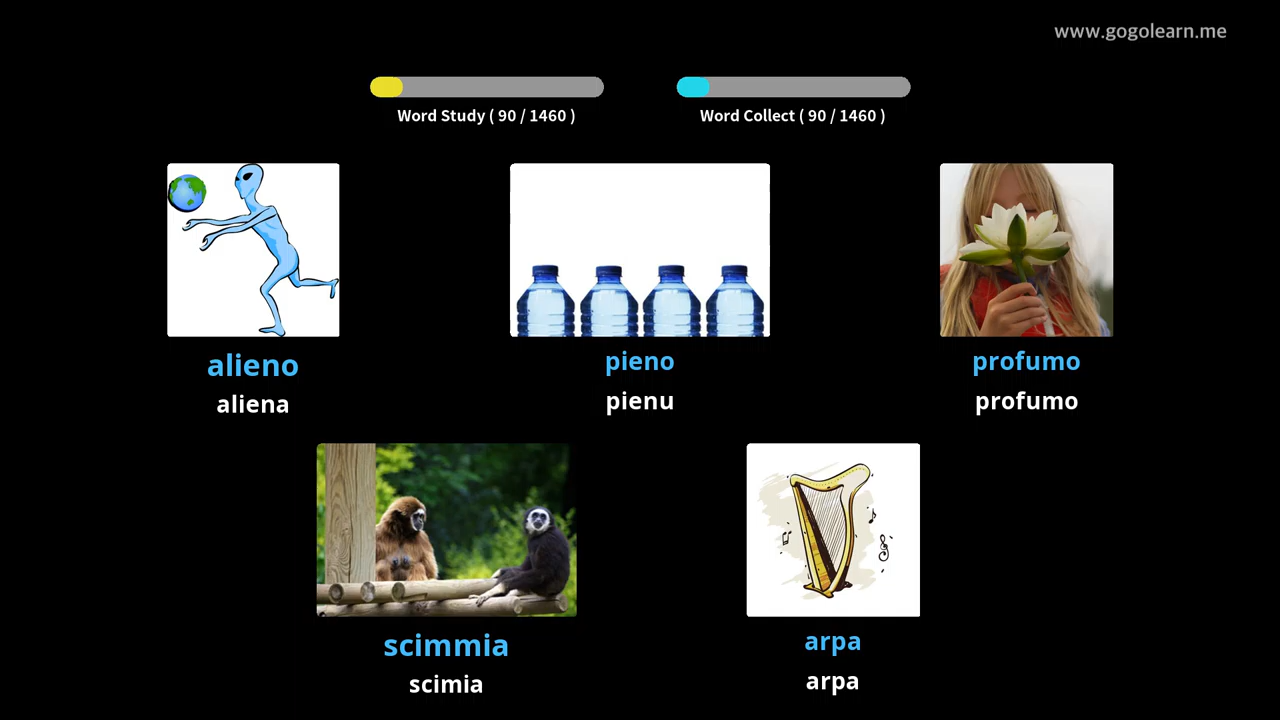 www.gogolearn.me
Word Study ( 90 / 1460 )
Word Collect ( 90 / 1460 )
alieno
aliena
pieno
pienu
profumo
profumo
scimmia
scimia
arpa
arpa